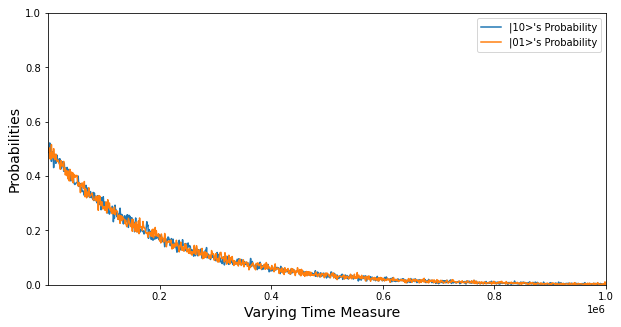 1.0
0.8
0.6
0.4
0.2
0.0
Probabilities
|10>'s Probability
|01>'s Probability
0.2 0.4 0.6 0.8 1.0
1e6
Varying Time Measure